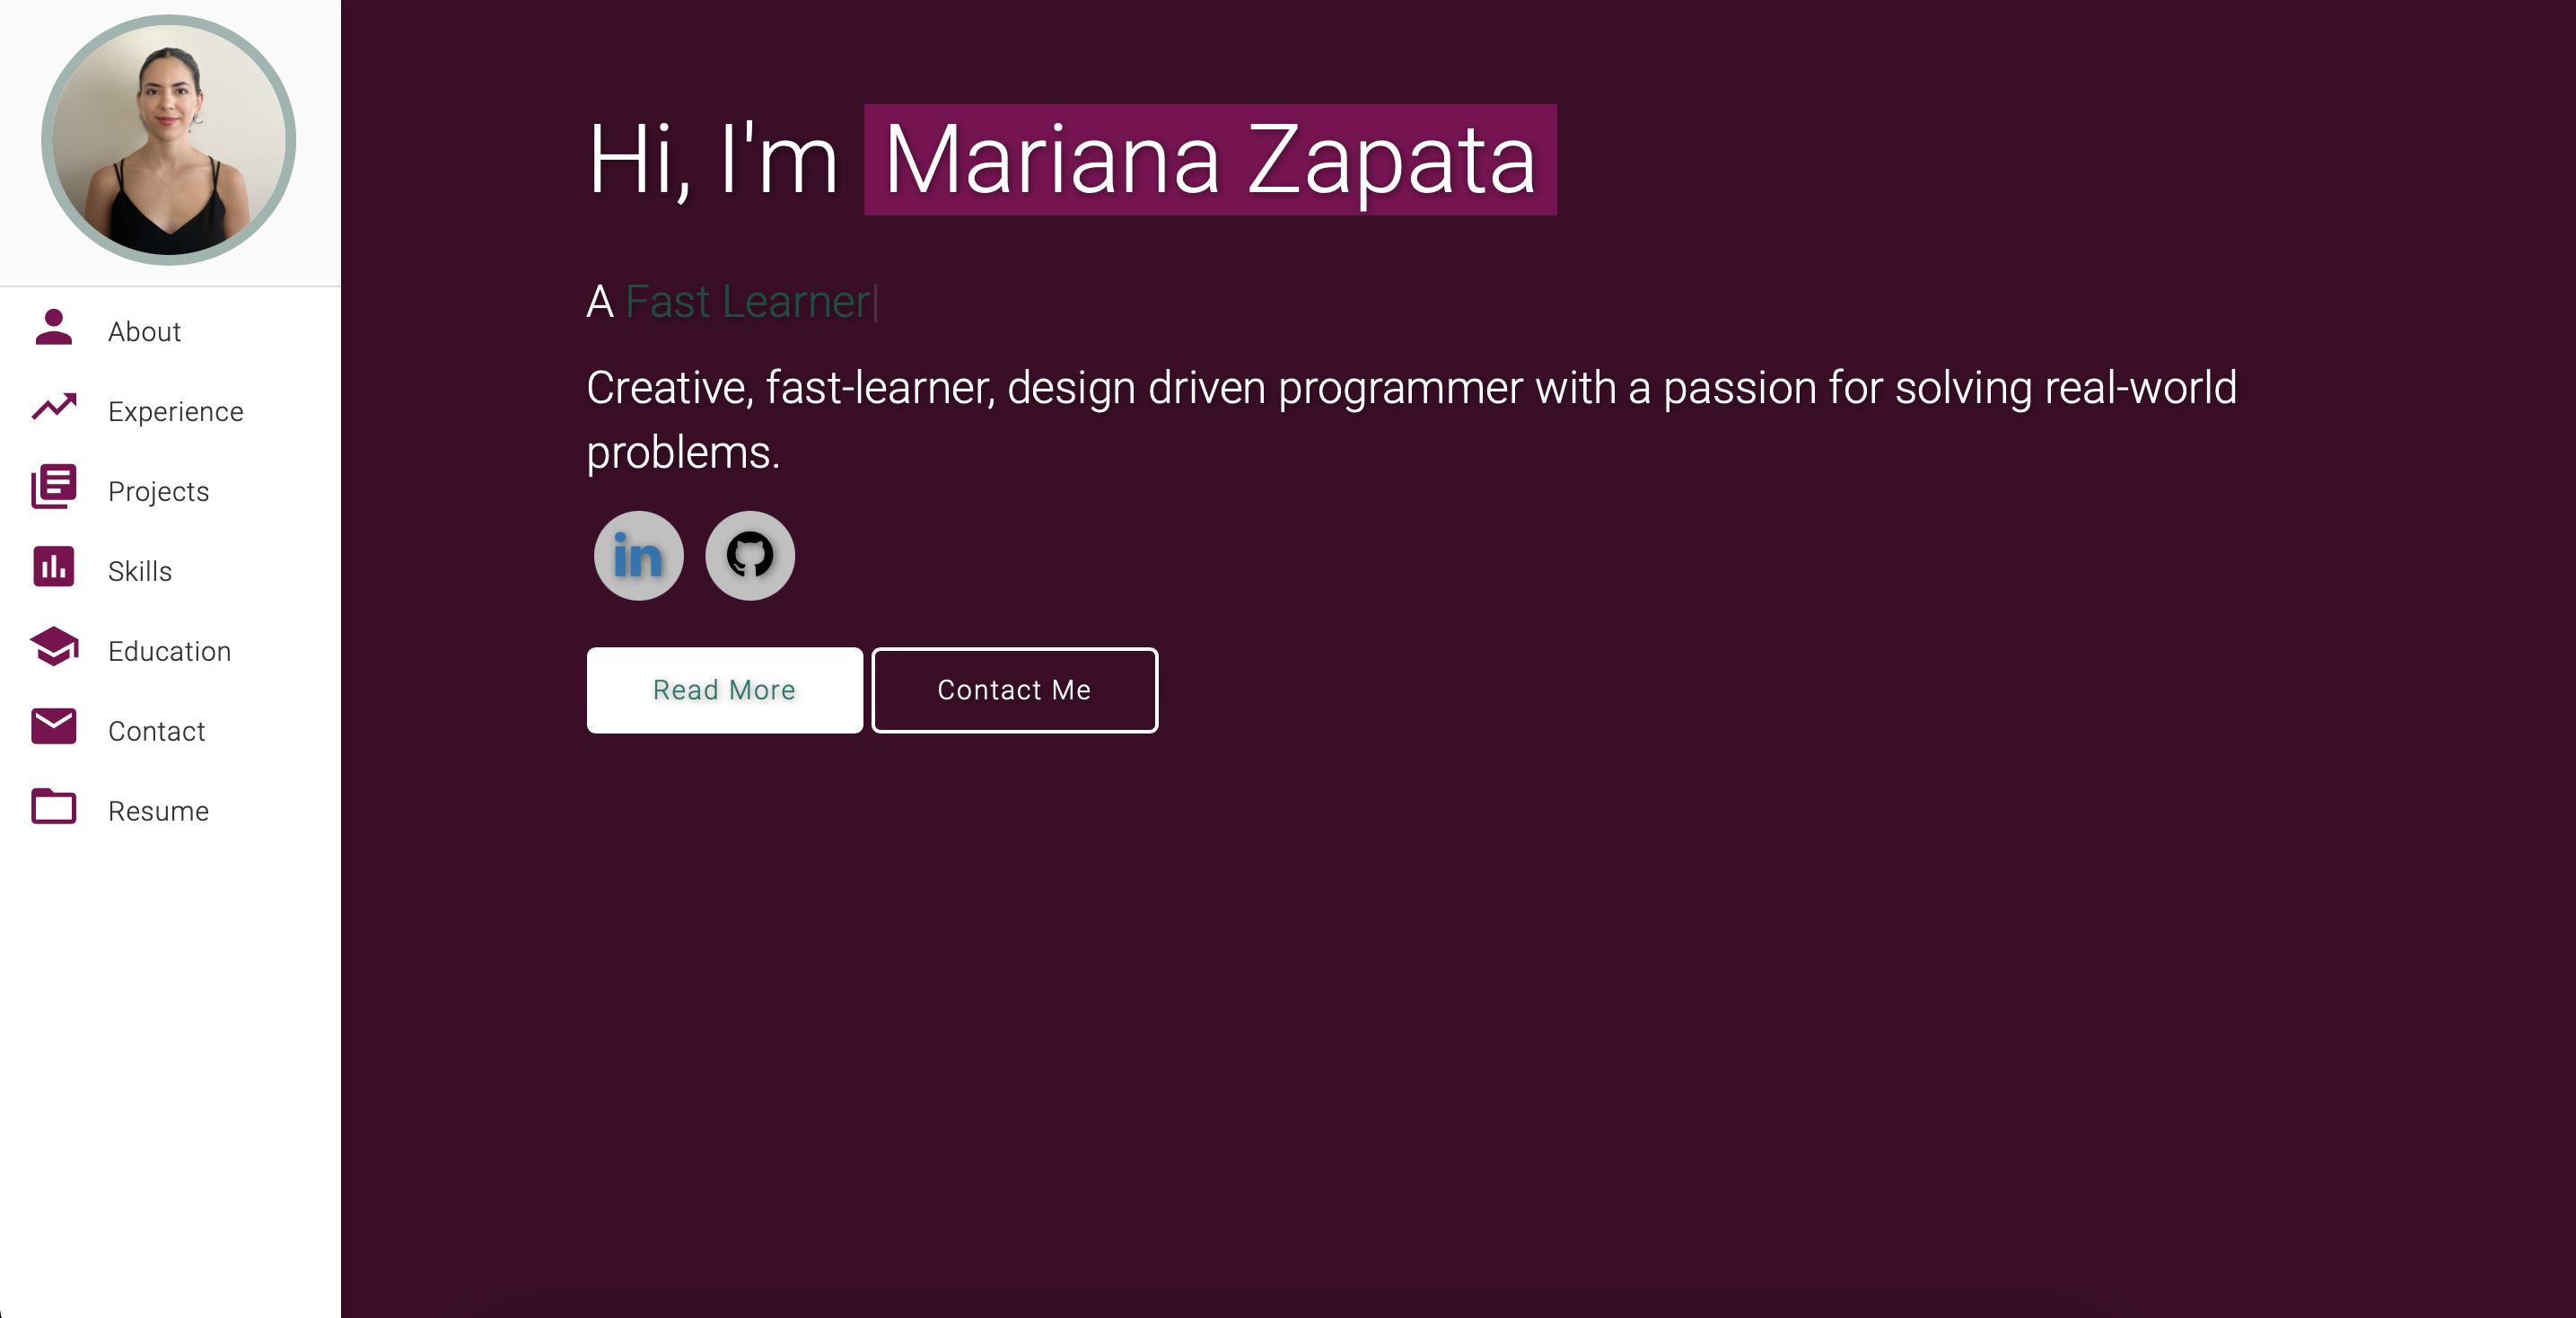 Hi, I'm Mariana Zapata
A Fast Learner|
Creative, fast-learner, design driven programmer with a passion for solving real-world
problems.
in
Read More
Contact Me
About
Experience
Projects
Skills
Education
Contact
Resume